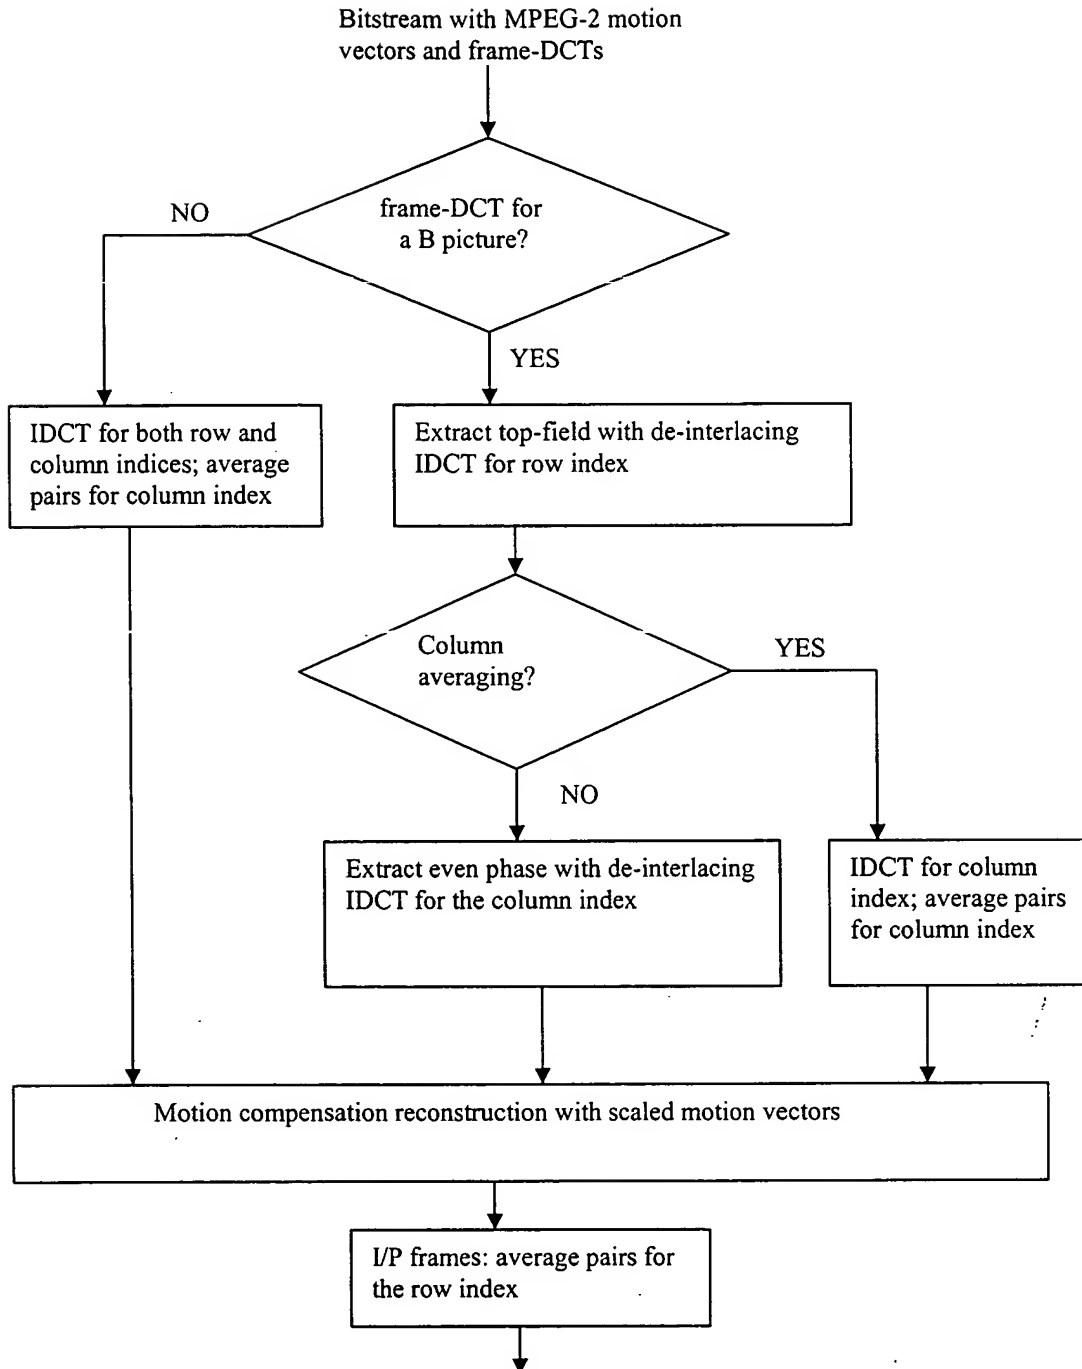 Bitstream with MPEG-2 motion
vectors and frame-DCTs
NO
frame-DCT for
a B picture?
YES
IDCT for both row and
column indices; average
pairs for column index
Extract top-field with de-interlacing
IDCT for row index
Column
averaging?
YES
NO
Extract even phase with de-interlacing
IDCT for the column index
IDCT for column
index; average pairs
for column index
Motion compensation reconstruction with scaled motion vectors
I/P frames: average pairs for
the row index